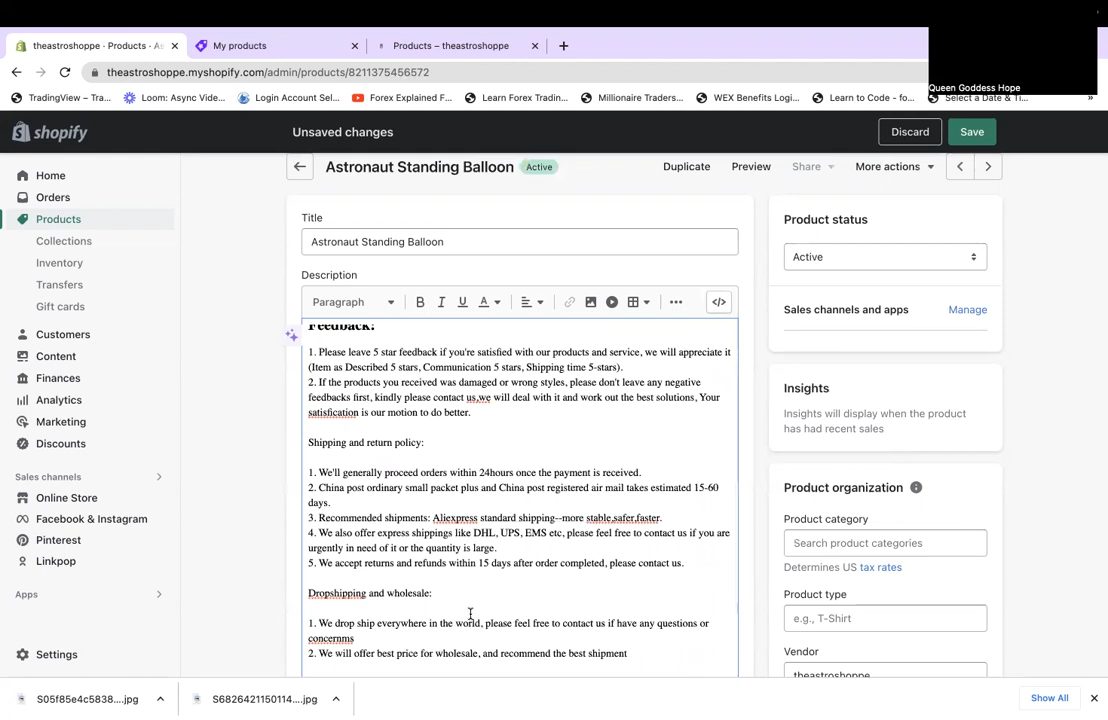 theastroshoppe · Products · As
My products
Products – theastroshoppe
theastroshoppe.myshopify.com/admin/products/8211375456572
Queen Goddess Hope
TradingView – Tra...
Loom: Async Vide...
Login Account Sel...
Forex Explained F...
Learn Forex Tradin...
Millionaire Traders...
WEX Benefits Logi...
Learn to Code - fo...
Select a Date & Ti...
shopify
Unsaved changes
Discard
Save
Home
Orders
Products
Collections
Inventory
Transfers
Gift cards
Customers
Content
Finances
Analytics
Marketing
Discounts
Sales channels
Online Store
Facebook & Instagram
Pinterest
Linkpop
Apps
Settings
Astronaut Standing Balloon
Active
Duplicate
Preview
Share
More actions
Title
Astronaut Standing Balloon
Description
Paragraph
B
I
U
A
Feedback:
1. Please leave 5 star feedback if you're satisfied with our products and service, we will appreciate it
(Item as Described 5 stars, Communication 5 stars, Shipping time 5-stars).
2. If the products you received was damaged or wrong styles, please don't leave any negative
feedbacks first, kindly please contact us,we will deal with it and work out the best solutions, Your
satisfication is our motion to do better.
Shipping and return policy:
1. We'll generally proceed orders within 24hours once the payment is received.
2. China post ordinary small packet plus and China post registered air mail takes estimated 15-60
days.
3. Recommended shipments: Aliexpress standard shipping--more stable,safer,faster.
4. We also offer express shippings like DHL, UPS, EMS etc, please feel free to contact us if you are
urgently in need of it or the quantity is large.
5. We accept returns and refunds within 15 days after order completed, please contact us.
Dropshipping and wholesale:
1. We drop ship everywhere in the world, please feel free to contact us if have any questions or
concernms
2. We will offer best price for wholesale, and recommend the best shipment
Product status
Active
Sales channels and apps
Manage
Insights
Insights will display when the product
has had recent sales
Product organization
Product category
Search product categories
Determines US tax rates
Product type
e.g., T-Shirt
Vendor
theastroshoppe
S05f85e4c5838....jpg
S6826421150114....jpg
Show All